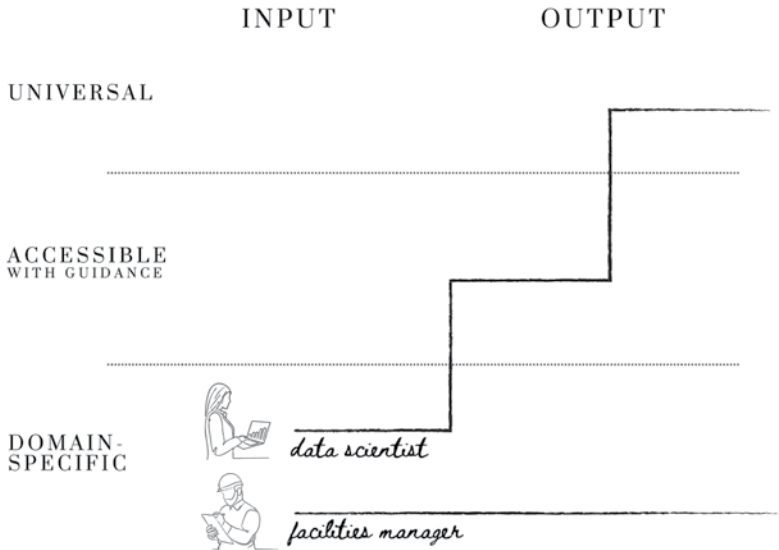 INPUT OUTPUT
UNIVERSAL
ACCESSIBLE
WITH GUIDANCE
DOMAIN-
SPECIFIC
data scientist
facilities manager